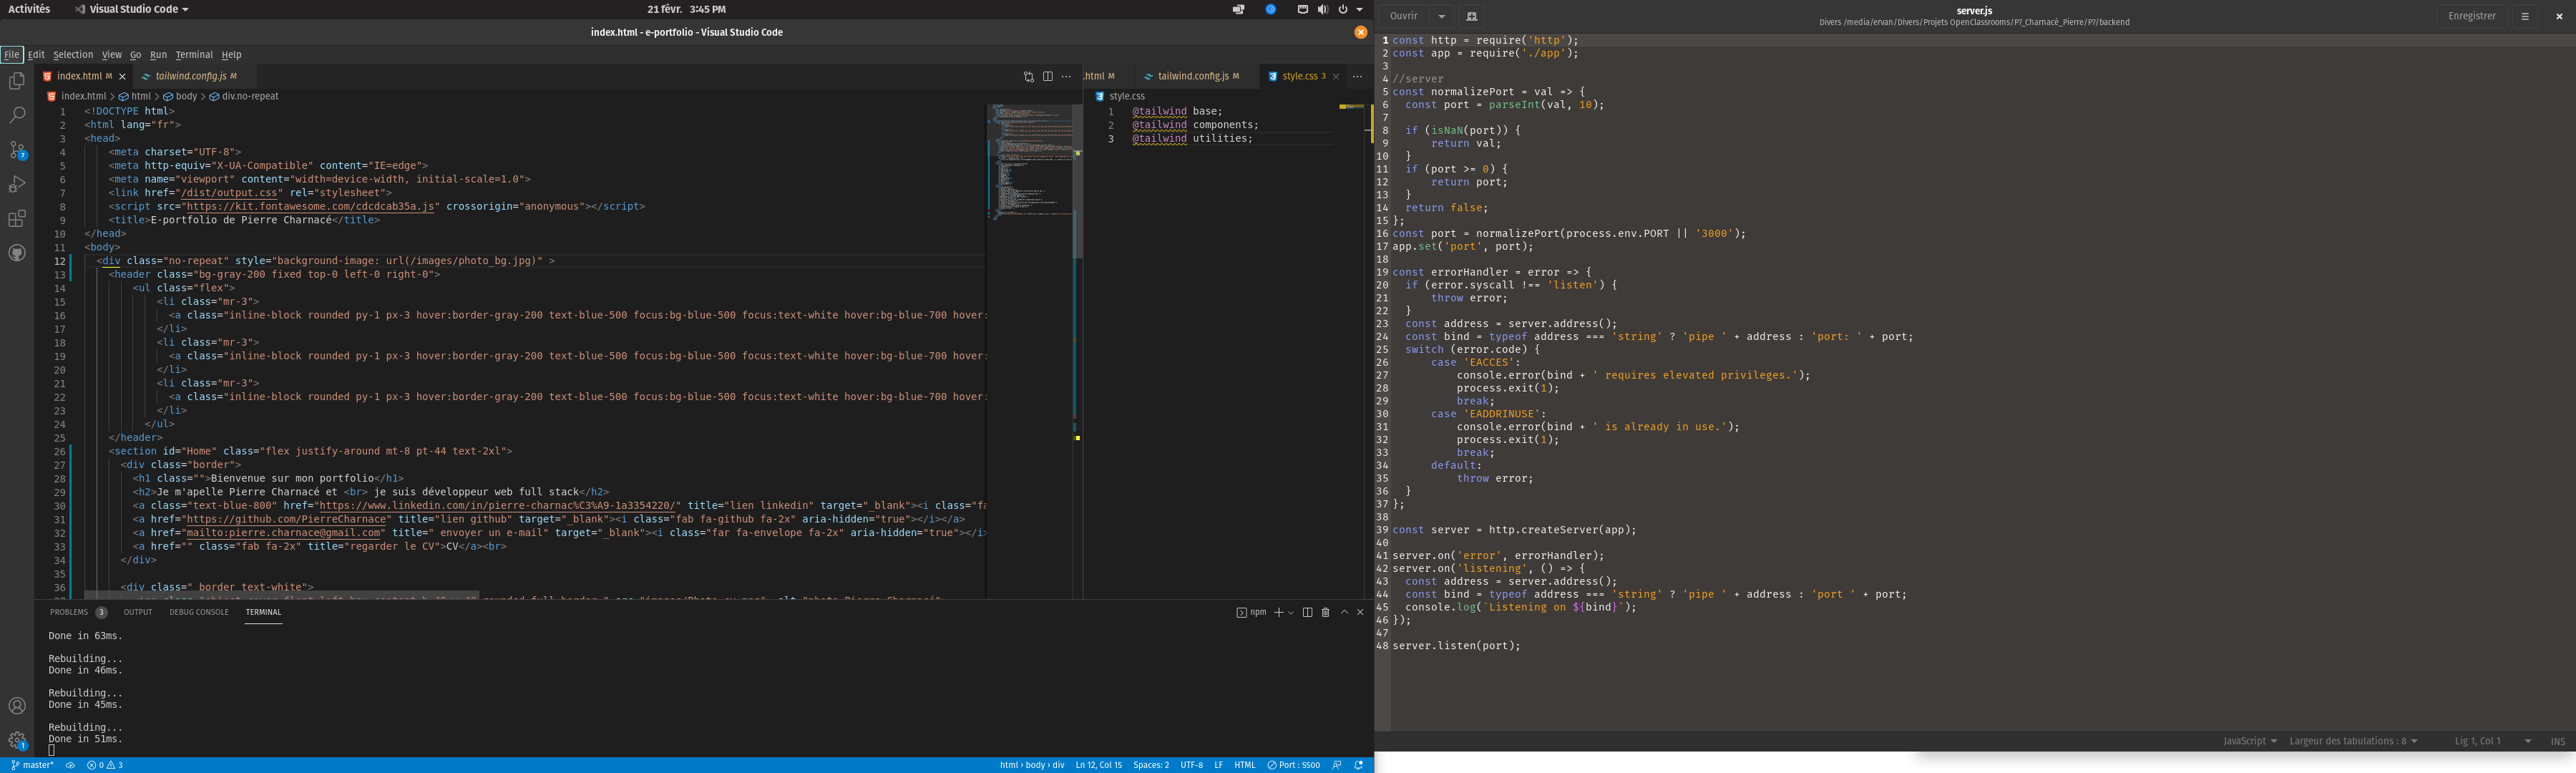 Activités Visual Studio Code 21 févr. 3:45 PM
index.html - e-portfolio - Visual Studio Code
File Edit Selection View Go Run Terminal Help
index.html M tailwind.config.js M
index.html > html > body > div.no-repeat
1 <!DOCTYPE html>
2 <html lang="fr">
3 <head>
4 <meta charset="UTF-8">
5 <meta http-equiv="X-UA-Compatible" content="IE=edge">
6 <meta name="viewport" content="width=device-width, initial-scale=1.0">
7 <link href="/dist/output.css" rel="stylesheet">
8 <script src="https://kit.fontawesome.com/cdcdcab35a.js" crossorigin="anonymous"></script>
9 <title>E-portfolio de Pierre Charnacé</title>
10 </head>
11 <body>
12 <div class="no-repeat" style="background-image: url(/images/photo_bg.jpg)" >
13 <header class="bg-gray-200 fixed top-0 left-0 right-0">
14 <ul class="flex">
15 <li class="mr-3">
16 <a class="inline-block rounded py-1 px-3 hover:border-gray-200 text-blue-500 focus:bg-blue-500 focus:text-white hover:bg-blue-700 hover:
17 </li>
18 <li class="mr-3">
19 <a class="inline-block rounded py-1 px-3 hover:border-gray-200 text-blue-500 focus:bg-blue-500 focus:text-white hover:bg-blue-700 hover:
20 </li>
21 <li class="mr-3">
22 <a class="inline-block rounded py-1 px-3 hover:border-gray-200 text-blue-500 focus:bg-blue-500 focus:text-white hover:bg-blue-700 hover:
23 </li>
24 </ul>
25 </header>
26 <section id="Home" class="flex justify-around mt-8 pt-44 text-2xl">
27 <div class="border">
28 <h1 class="">Bienvenue sur mon portfolio</h1>
29 <h2>Je m'apelle Pierre Charnacé et <br> je suis développeur web full stack</h2>
30 <a class="text-blue-800" href="https://www.linkedin.com/in/pierre-charnac%C3%A9-1a3354220/" title="lien linkedin" target="_blank"><i class="fa
31 <a href="https://github.com/PierreCharnace" title="lien github" target="_blank"><i class="fab fa-github fa-2x" aria-hidden="true"></i></a>
32 <a href="mailto:pierre.charnace@gmail.com" title=" envoyer un e-mail" target="_blank"><i class="far fa-envelope fa-2x" aria-hidden="true"></i>
33 <a href="" class="fab fa-2x" title="regarder le CV">CV</a><br>
34 </div>
35
36 <div class=" border text-white">
.html M tailwind.config.js M style.css 3
style.css
1 @tailwind base;
2 @tailwind components;
3 @tailwind utilities;
PROBLEMS 3 OUTPUT DEBUG CONSOLE TERMINAL npm
Done in 63ms.
Rebuilding...
Done in 46ms.
Rebuilding...
Done in 45ms.
Rebuilding...
Done in 51ms.
7
1
master* 0 3 html > body > div Ln 12, Col 15 Spaces: 2 UTF-8 LF HTML Port : 5500
Ouvrir server.js Enregistrer
Divers /media/ervan/Divers/Projets OpenClassrooms/P7_Charnacé_Pierre/P7/backend
1 const http = require('http');
2 const app = require('./app');
3
4 //server
5 const normalizePort = val => {
6 const port = parseInt(val, 10);
7
8 if (isNaN(port)) {
9 return val;
10 }
11 if (port >= 0) {
12 return port;
13 }
14 return false;
15 };
16 const port = normalizePort(process.env.PORT || '3000');
17 app.set('port', port);
18
19 const errorHandler = error => {
20 if (error.syscall !== 'listen') {
21 throw error;
22 }
23 const address = server.address();
24 const bind = typeof address === 'string' ? 'pipe ' + address : 'port: ' + port;
25 switch (error.code) {
26 case 'EACCES':
27 console.error(bind + ' requires elevated privileges.');
28 process.exit(1);
29 break;
30 case 'EADDRINUSE':
31 console.error(bind + ' is already in use.');
32 process.exit(1);
33 break;
34 default:
35 throw error;
36 }
37 };
38
39 const server = http.createServer(app);
40
41 server.on('error', errorHandler);
42 server.on('listening', () => {
43 const address = server.address();
44 const bind = typeof address === 'string' ? 'pipe ' + address : 'port ' + port;
45 console.log(`Listening on ${bind}`);
46 });
47
48 server.listen(port);
JavaScript Largeur des tabulations : 8 Lig 1, Col 1 INS